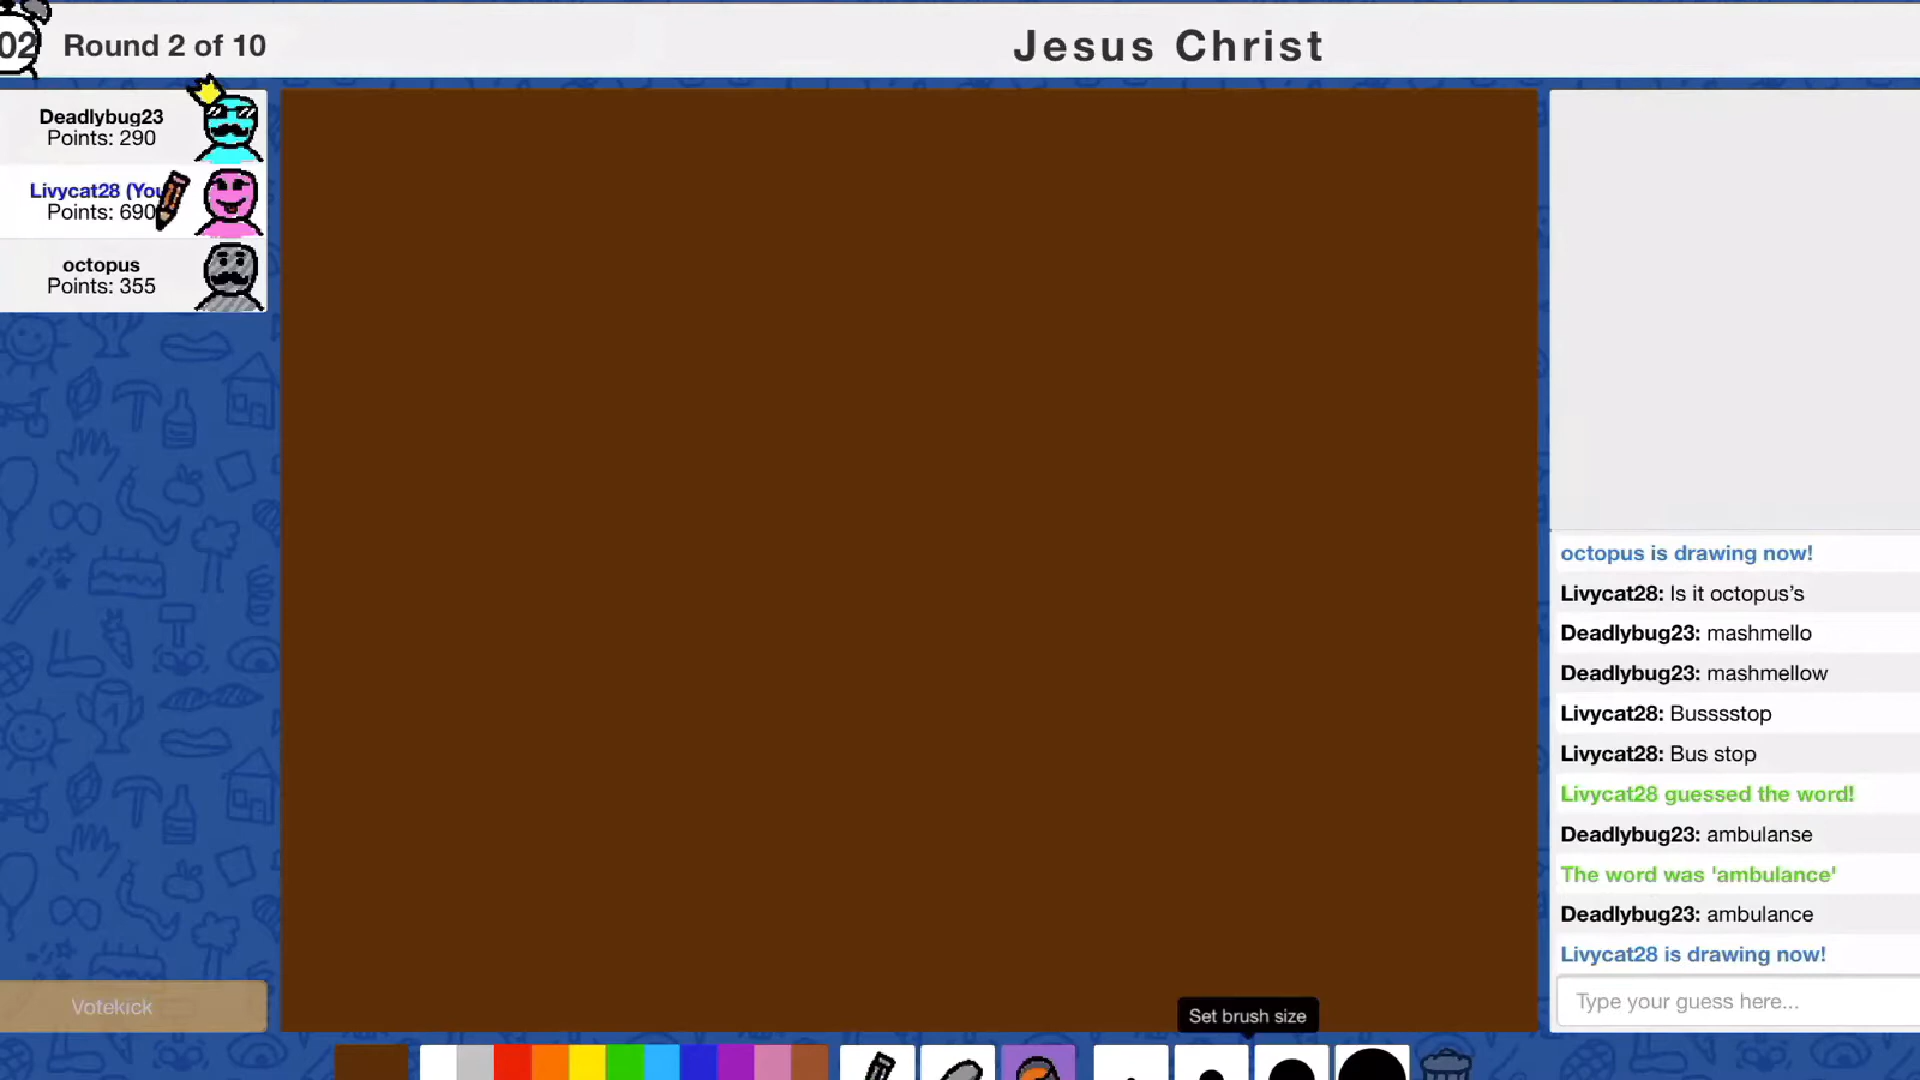 02
Round 2 of 10
Jesus Christ
Deadlybug23
Points: 290
Livycat28 (You
Points: 690
octopus
Points: 355
octopus is drawing now!
Livycat28: Is it octopus's
Deadlybug23: mashmello
Deadlybug23: mashmellow
Livycat28: Bussssstop
Livycat28: Bus stop
Livycat28 guessed the word!
Deadlybug23: ambulanse
The word was 'ambulance'
Deadlybug23: ambulance
Livycat28 is drawing now!
Votekick
Set brush size
Type your guess here...